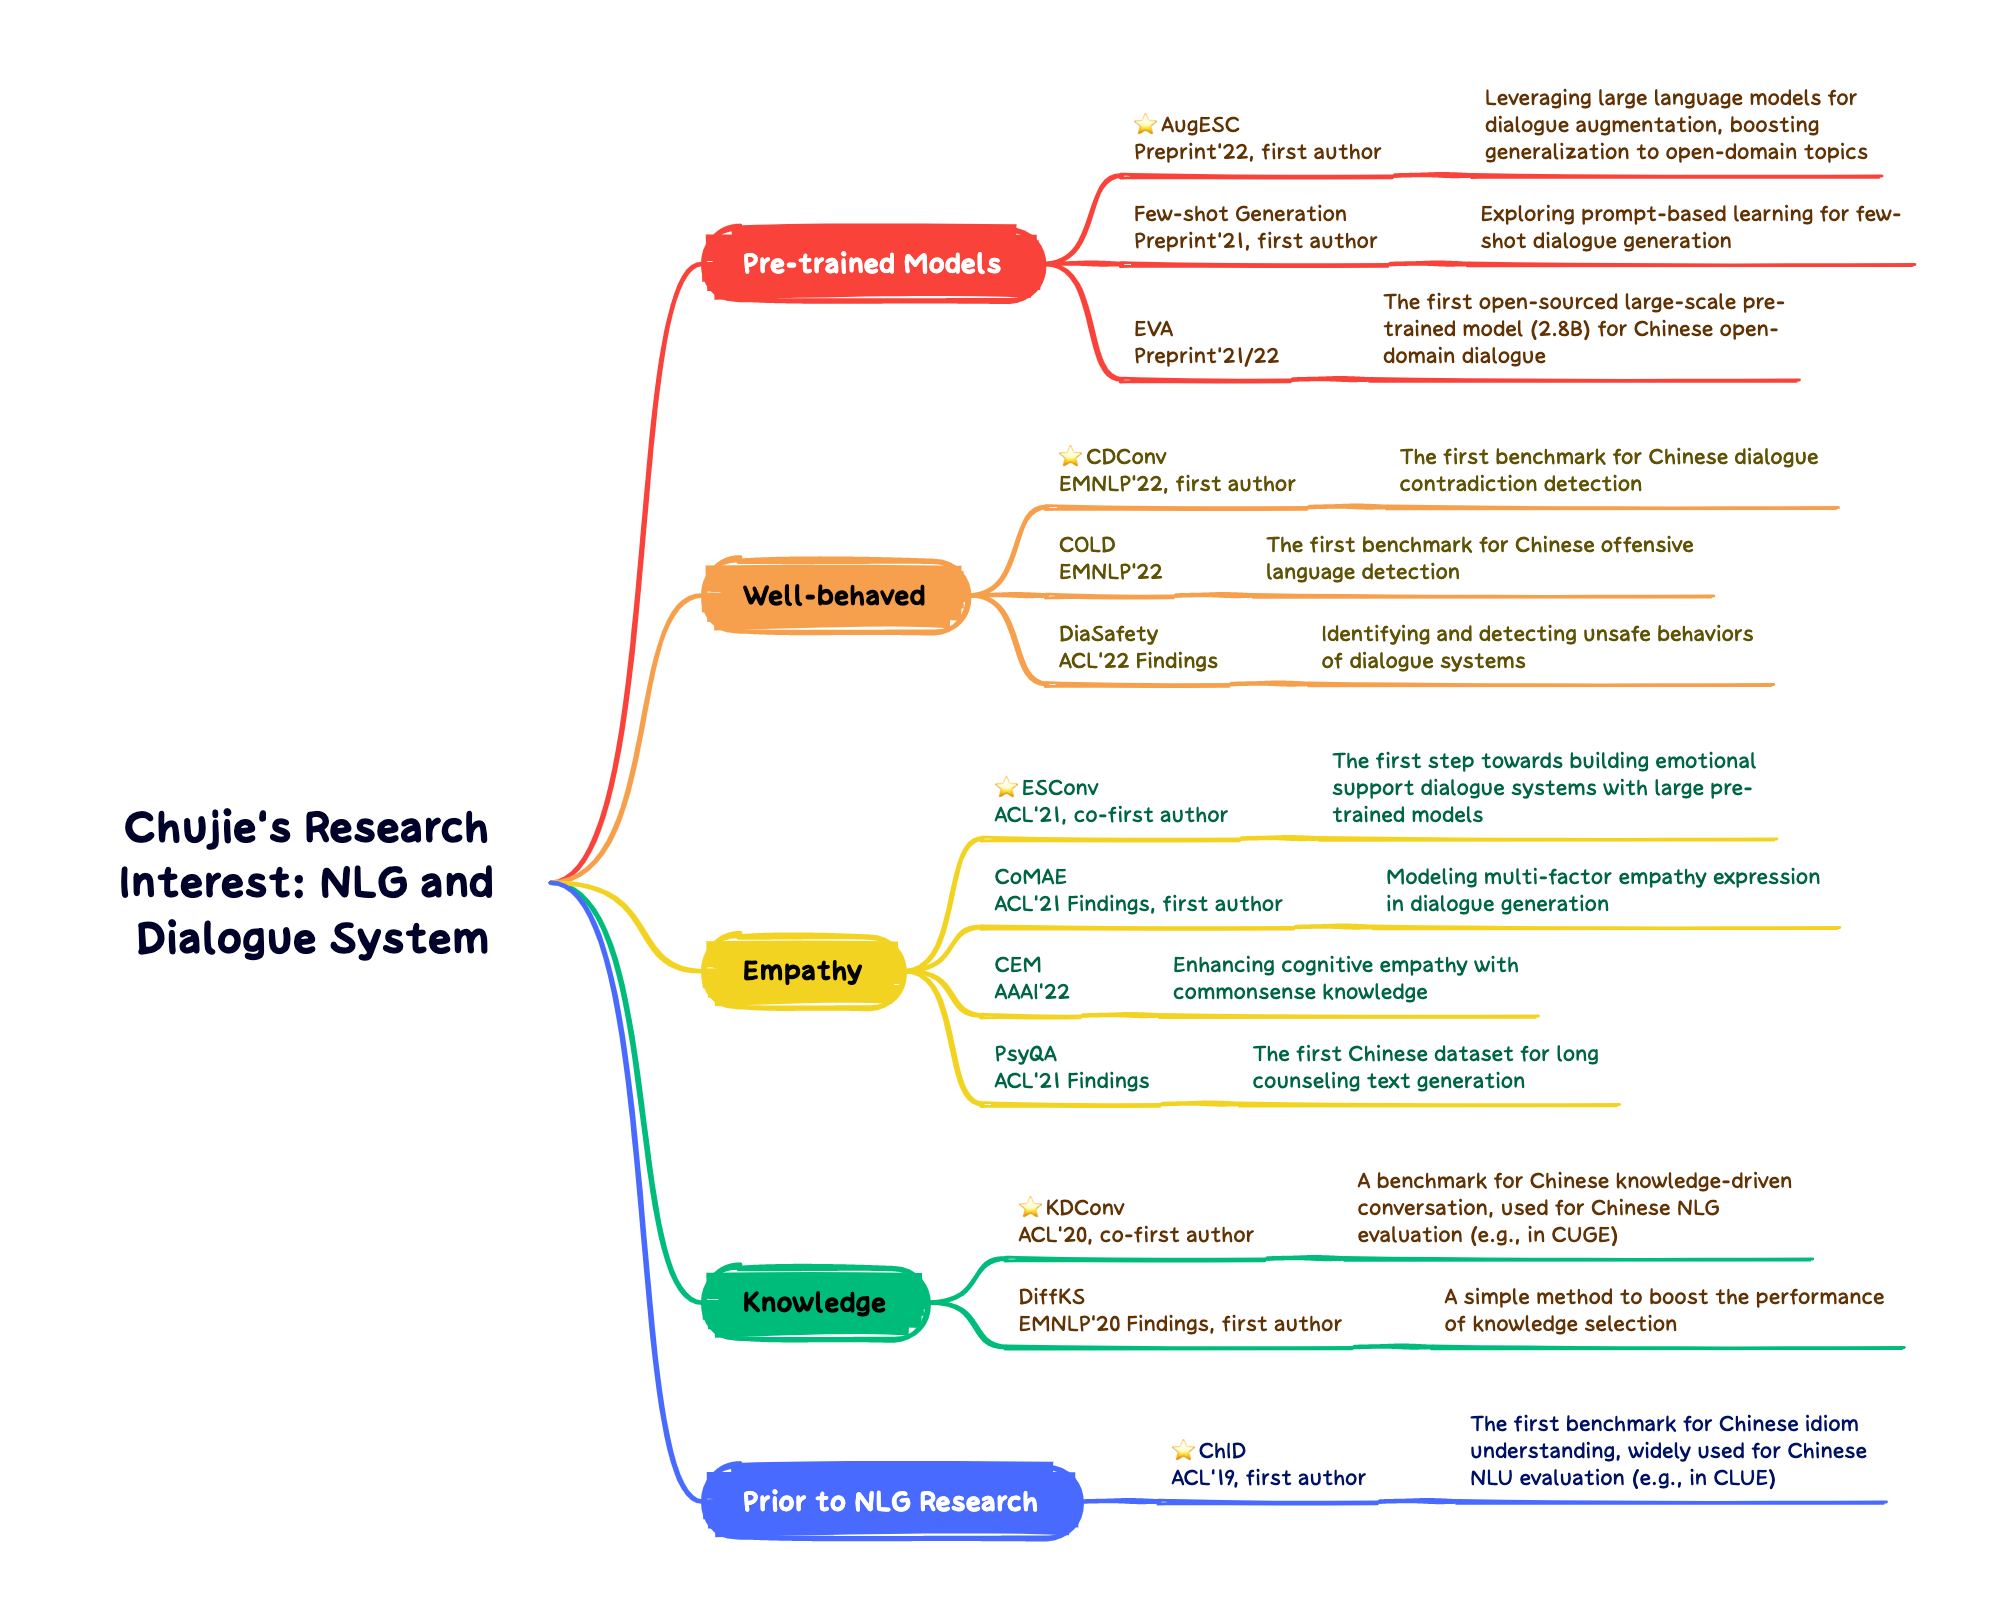 Chujie's Research
Interest: NLG and
Dialogue System
Pre-trained Models
⭐ AugESC
Preprint'22, first author
Leveraging large language models for
dialogue augmentation, boosting
generalization to open-domain topics
Few-shot Generation
Preprint'21, first author
Exploring prompt-based learning for few-
shot dialogue generation
EVA
Preprint'21/22
The first open-sourced large-scale pre-
trained model (2.8B) for Chinese open-
domain dialogue
Well-behaved
⭐ CDConv
EMNLP'22, first author
The first benchmark for Chinese dialogue
contradiction detection
COLD
EMNLP'22
The first benchmark for Chinese offensive
language detection
DiaSafety
ACL'22 Findings
Identifying and detecting unsafe behaviors
of dialogue systems
Empathy
⭐ ESConv
ACL'21, co-first author
The first step towards building emotional
support dialogue systems with large pre-
trained models
CoMAE
ACL'21 Findings, first author
Modeling multi-factor empathy expression
in dialogue generation
CEM
AAAI'22
Enhancing cognitive empathy with
commonsense knowledge
PsyQA
ACL'21 Findings
The first Chinese dataset for long
counseling text generation
Knowledge
⭐ KDConv
ACL'20, co-first author
A benchmark for Chinese knowledge-driven
conversation, used for Chinese NLG
evaluation (e.g., in CUGE)
DiffKS
EMNLP'20 Findings, first author
A simple method to boost the performance
of knowledge selection
Prior to NLG Research
⭐ ChID
ACL'19, first author
The first benchmark for Chinese idiom
understanding, widely used for Chinese
NLU evaluation (e.g., in CLUE)